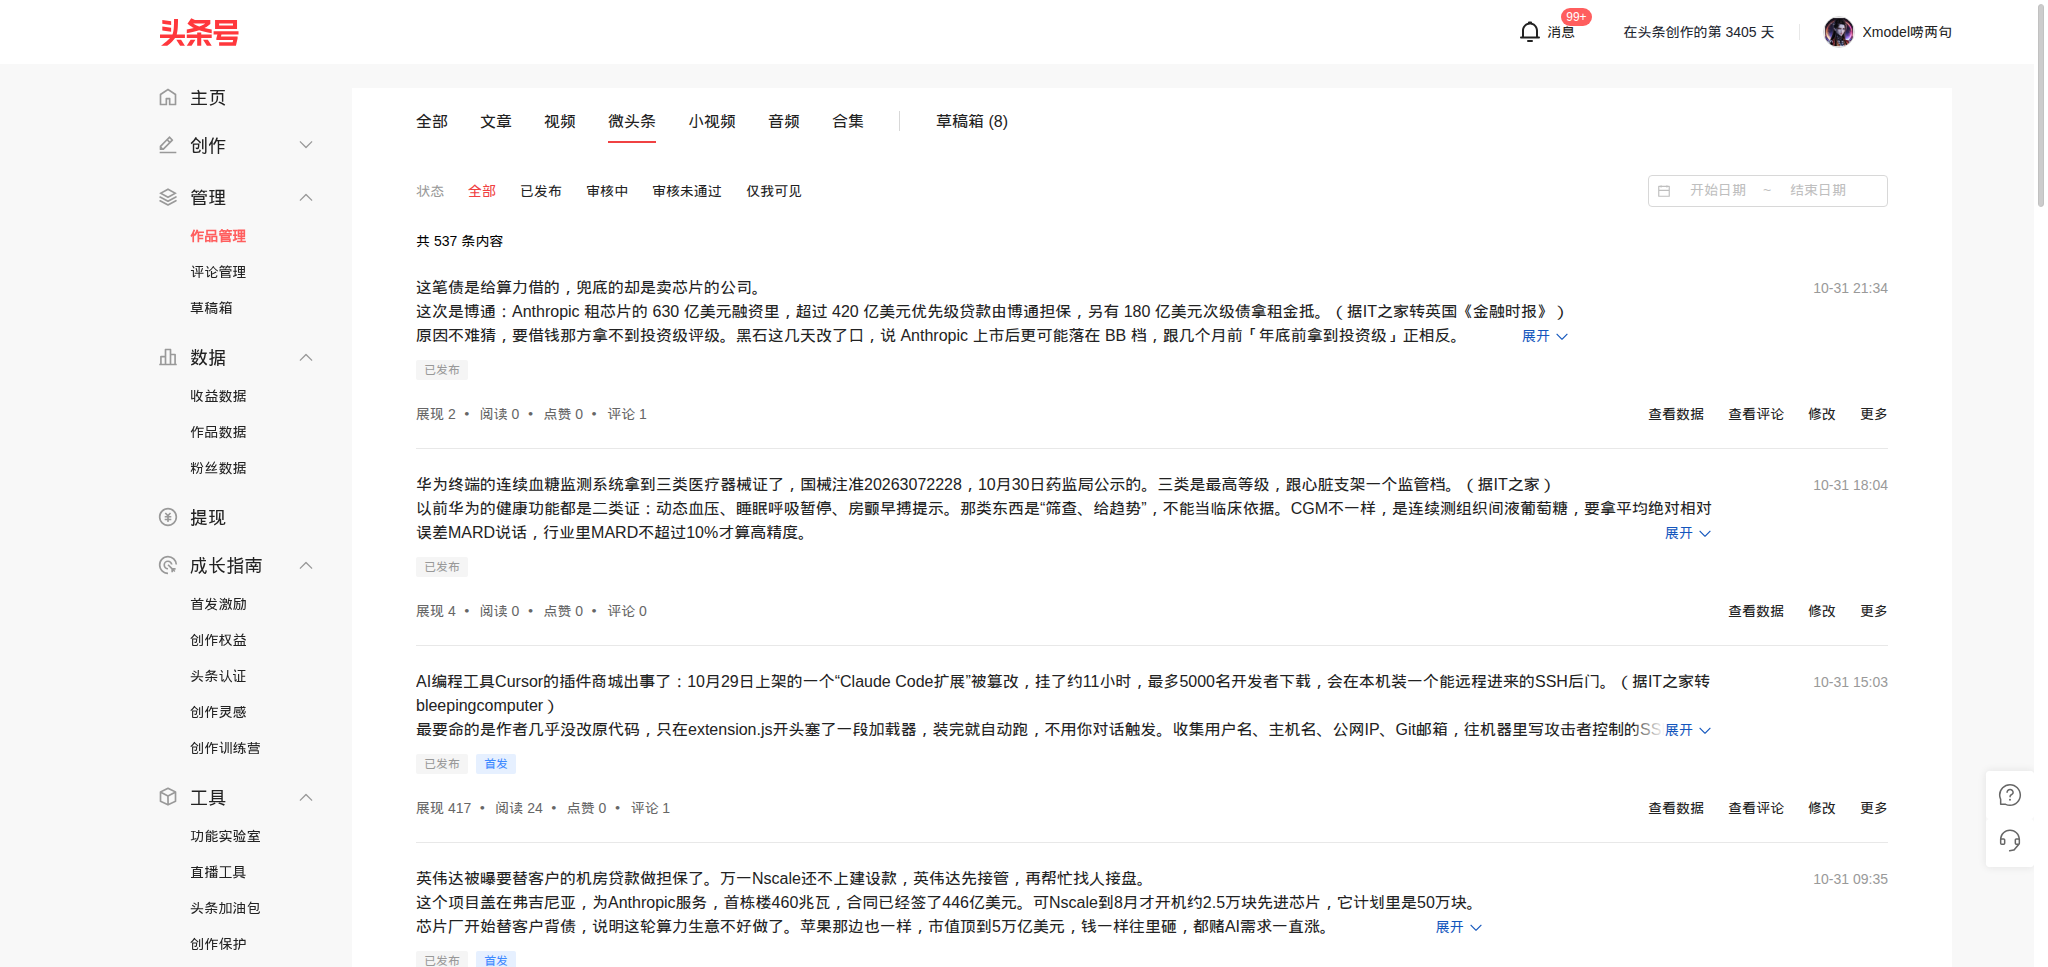 头条号
消息
99+
在头条创作的第 3405 天
Xmodel唠两句
主页
创作
管理
作品管理
评论管理
草稿箱
数据
收益数据
作品数据
粉丝数据
提现
成长指南
首发激励
创作权益
头条认证
创作灵感
创作训练营
工具
功能实验室
直播工具
头条加油包
创作保护
全部 文章 视频 微头条 小视频 音频 合集 草稿箱 (8)
状态 全部 已发布 审核中 审核未通过 仅我可见
开始日期 ~ 结束日期
共 537 条内容
这笔债是给算力借的，兜底的却是卖芯片的公司。
10-31 21:34
这次是博通：Anthropic 租芯片的 630 亿美元融资里，超过 420 亿美元优先级贷款由博通担保，另有 180 亿美元次级债拿租金抵。（据IT之家转英国《金融时报》）
原因不难猜，要借钱那方拿不到投资级评级。黑石这几天改了口，说 Anthropic 上市后更可能落在 BB 档，跟几个月前「年底前拿到投资级」正相反。 展开
已发布
展现 2 • 阅读 0 • 点赞 0 • 评论 1
查看数据 查看评论 修改 更多
华为终端的连续血糖监测系统拿到三类医疗器械证了，国械注准20263072228，10月30日药监局公示的。三类是最高等级，跟心脏支架一个监管档。（据IT之家）
10-31 18:04
以前华为的健康功能都是二类证：动态血压、睡眠呼吸暂停、房颤早搏提示。那类东西是“筛查、给趋势”，不能当临床依据。CGM不一样，是连续测组织间液葡萄糖，要拿平均绝对相对
误差MARD说话，行业里MARD不超过10%才算高精度。 展开
已发布
展现 4 • 阅读 0 • 点赞 0 • 评论 0
查看数据 修改 更多
AI编程工具Cursor的插件商城出事了：10月29日上架的一个“Claude Code扩展”被篡改，挂了约11小时，最多5000名开发者下载，会在本机装一个能远程进来的SSH后门。（据IT之家转
10-31 15:03
bleepingcomputer）
最要命的是作者几乎没改原代码，只在extension.js开头塞了一段加载器，装完就自动跑，不用你对话触发。收集用户名、主机名、公网IP、Git邮箱，往机器里写攻击者控制的SS 展开
已发布 首发
展现 417 • 阅读 24 • 点赞 0 • 评论 1
查看数据 查看评论 修改 更多
英伟达被曝要替客户的机房贷款做担保了。万一Nscale还不上建设款，英伟达先接管，再帮忙找人接盘。
10-31 09:35
这个项目盖在弗吉尼亚，为Anthropic服务，首栋楼460兆瓦，合同已经签了446亿美元。可Nscale到8月才开机约2.5万块先进芯片，它计划里是50万块。
芯片厂开始替客户背债，说明这轮算力生意不好做了。苹果那边也一样，市值顶到5万亿美元，钱一样往里砸，都赌AI需求一直涨。 展开
已发布 首发